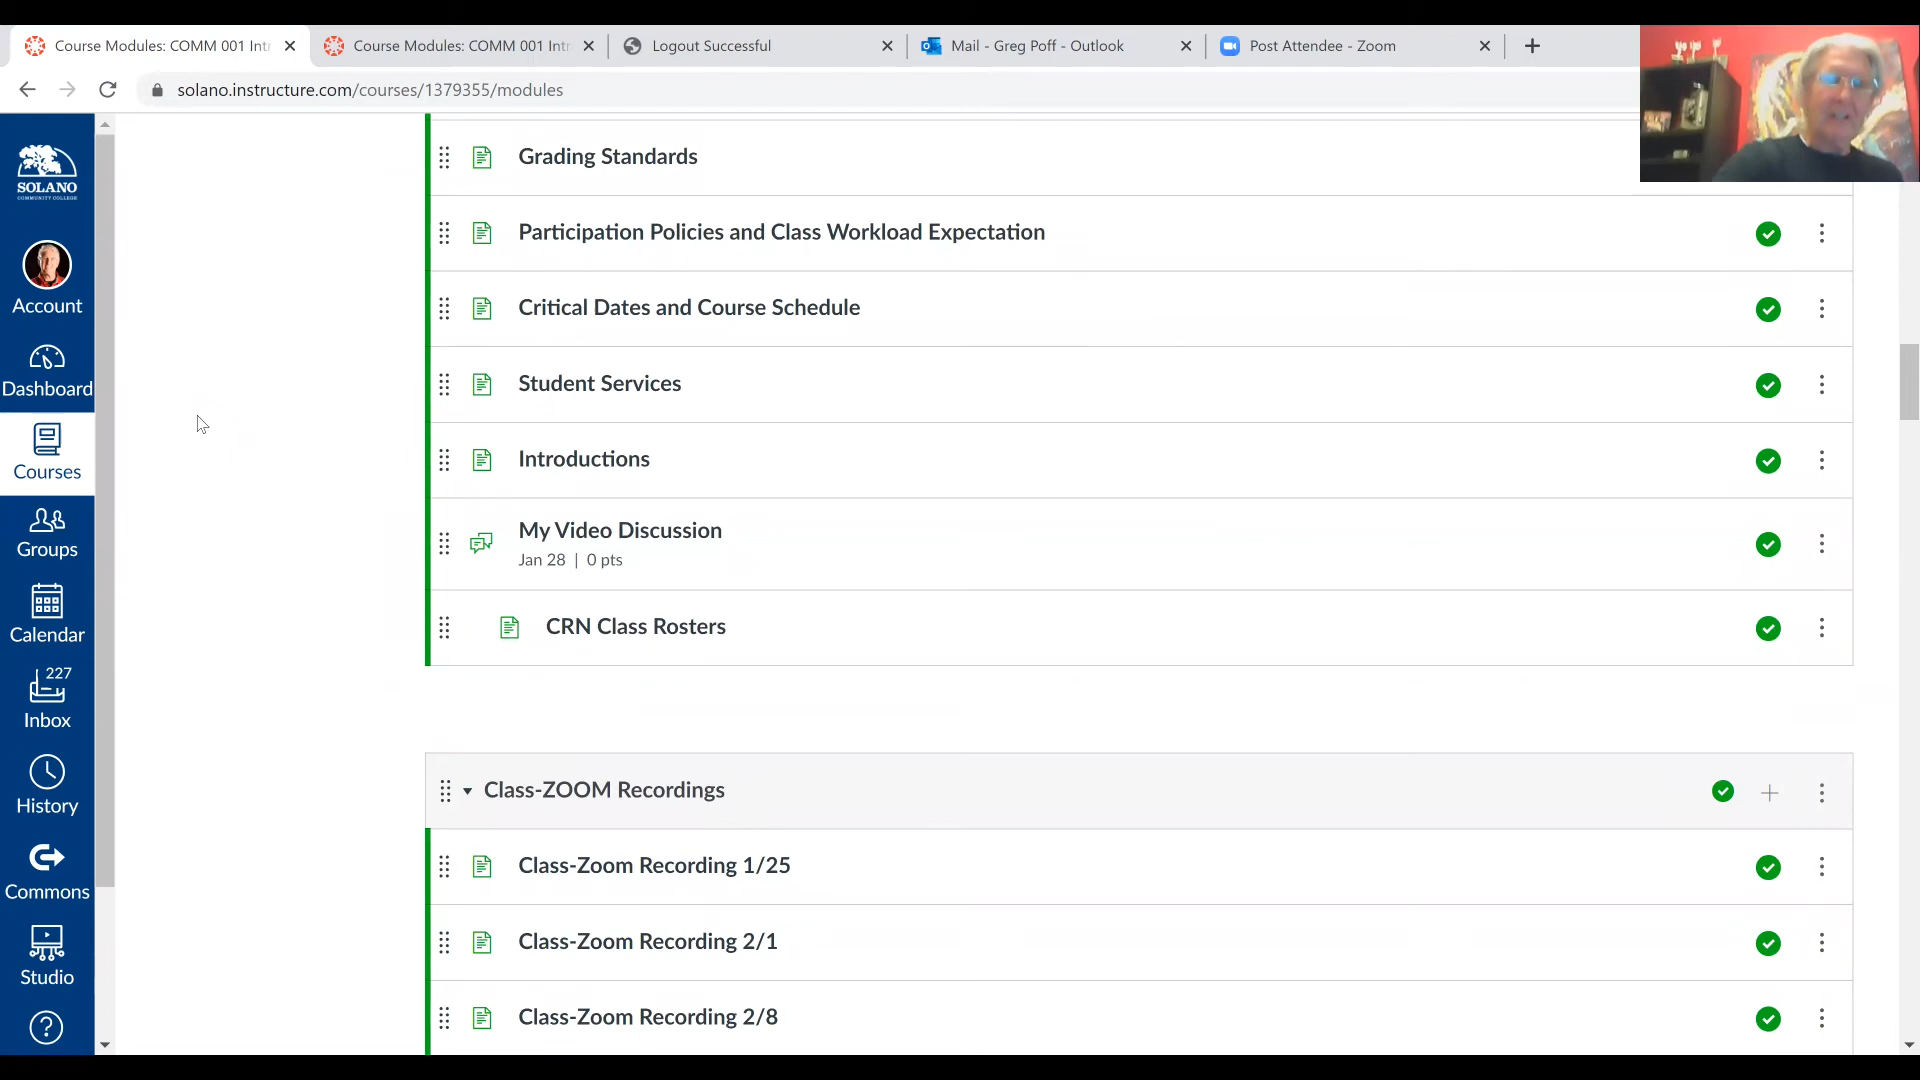 Course Modules: COMM 001 Int
Course Modules: COMM 001 Int
Logout Successful
Mail - Greg Poff - Outlook
Post Attendee - Zoom
solano.instructure.com/courses/1379355/modules
SOLANO
COMMUNITY COLLEGE
Account
Dashboard
Courses
Groups
Calendar
227
Inbox
History
Commons
Studio
Grading Standards
Participation Policies and Class Workload Expectation
Critical Dates and Course Schedule
Student Services
Introductions
My Video Discussion
Jan 28 | 0 pts
CRN Class Rosters
Class-ZOOM Recordings
Class-Zoom Recording 1/25
Class-Zoom Recording 2/1
Class-Zoom Recording 2/8